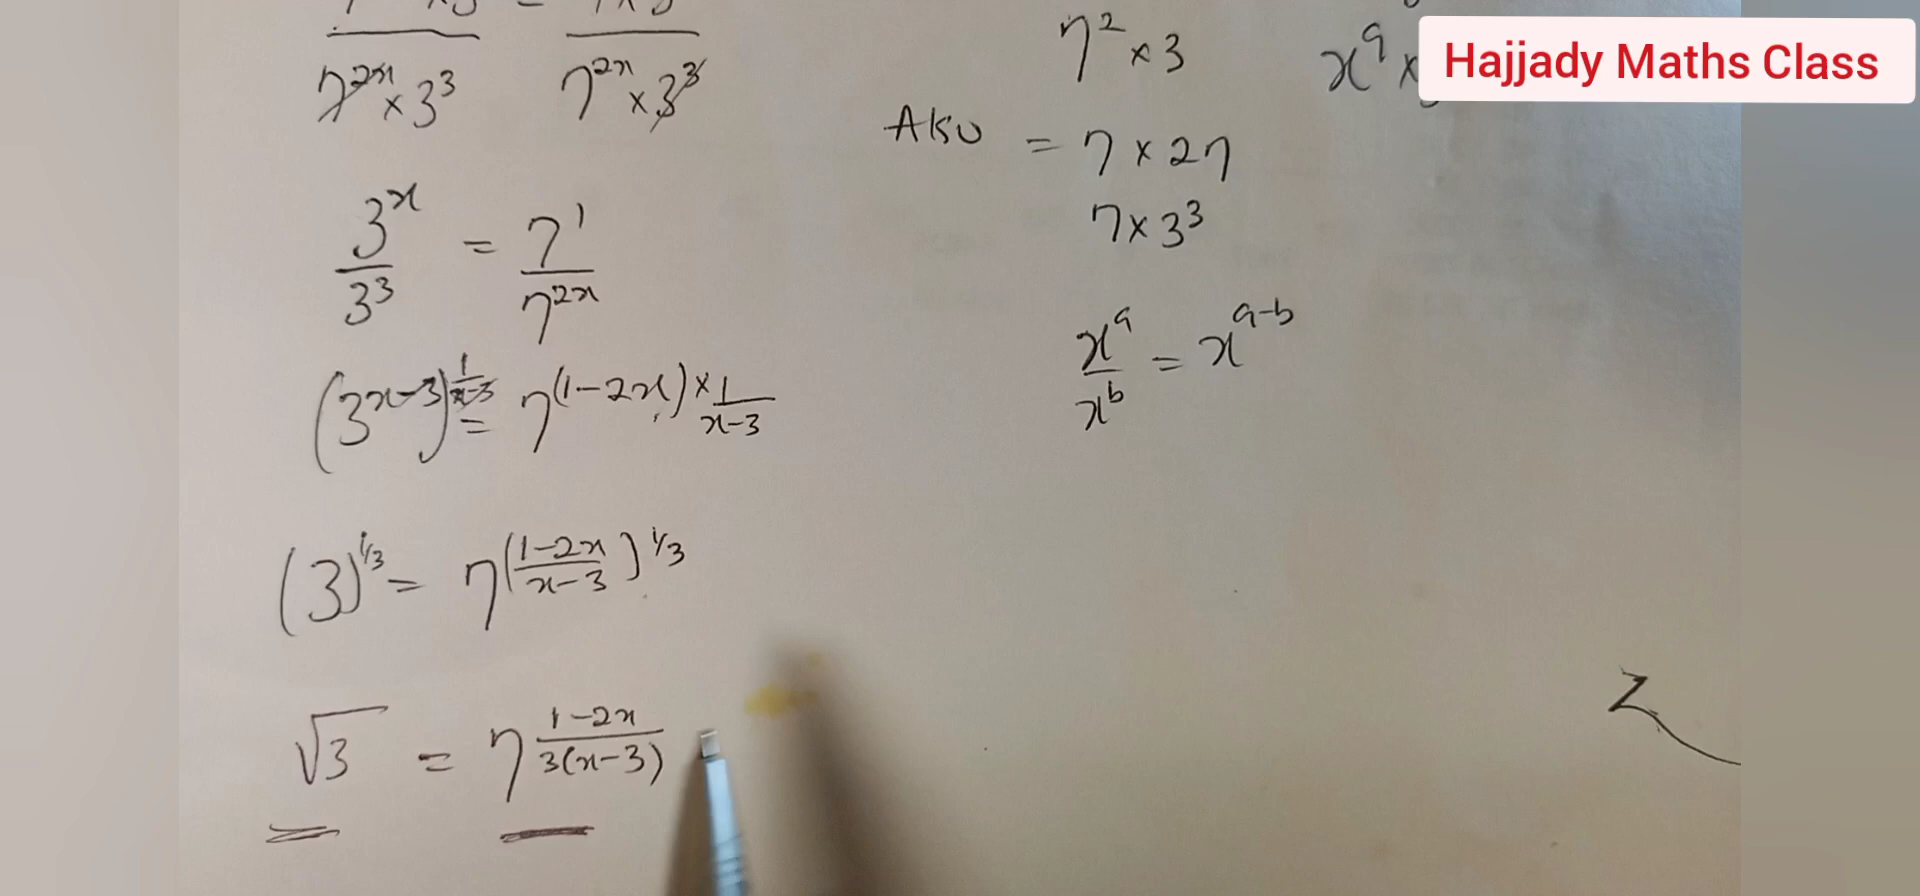 Hajjady Maths Class
7^2x × 3^3    7^2x × 3^3
3^x / 3^3 = 7^1 / 7^2x
(3^x-3)^1/x-3 = 7^(1-2x) × 1/x-3
(3)^1/3 = 7^(1-2x / x-3) 1/3
√3 = 7^1-2x / 3(x-3)
7^2 × 3
x^a ×
Also = 7 × 27
7 × 3^3
x^a / x^b = x^a-b